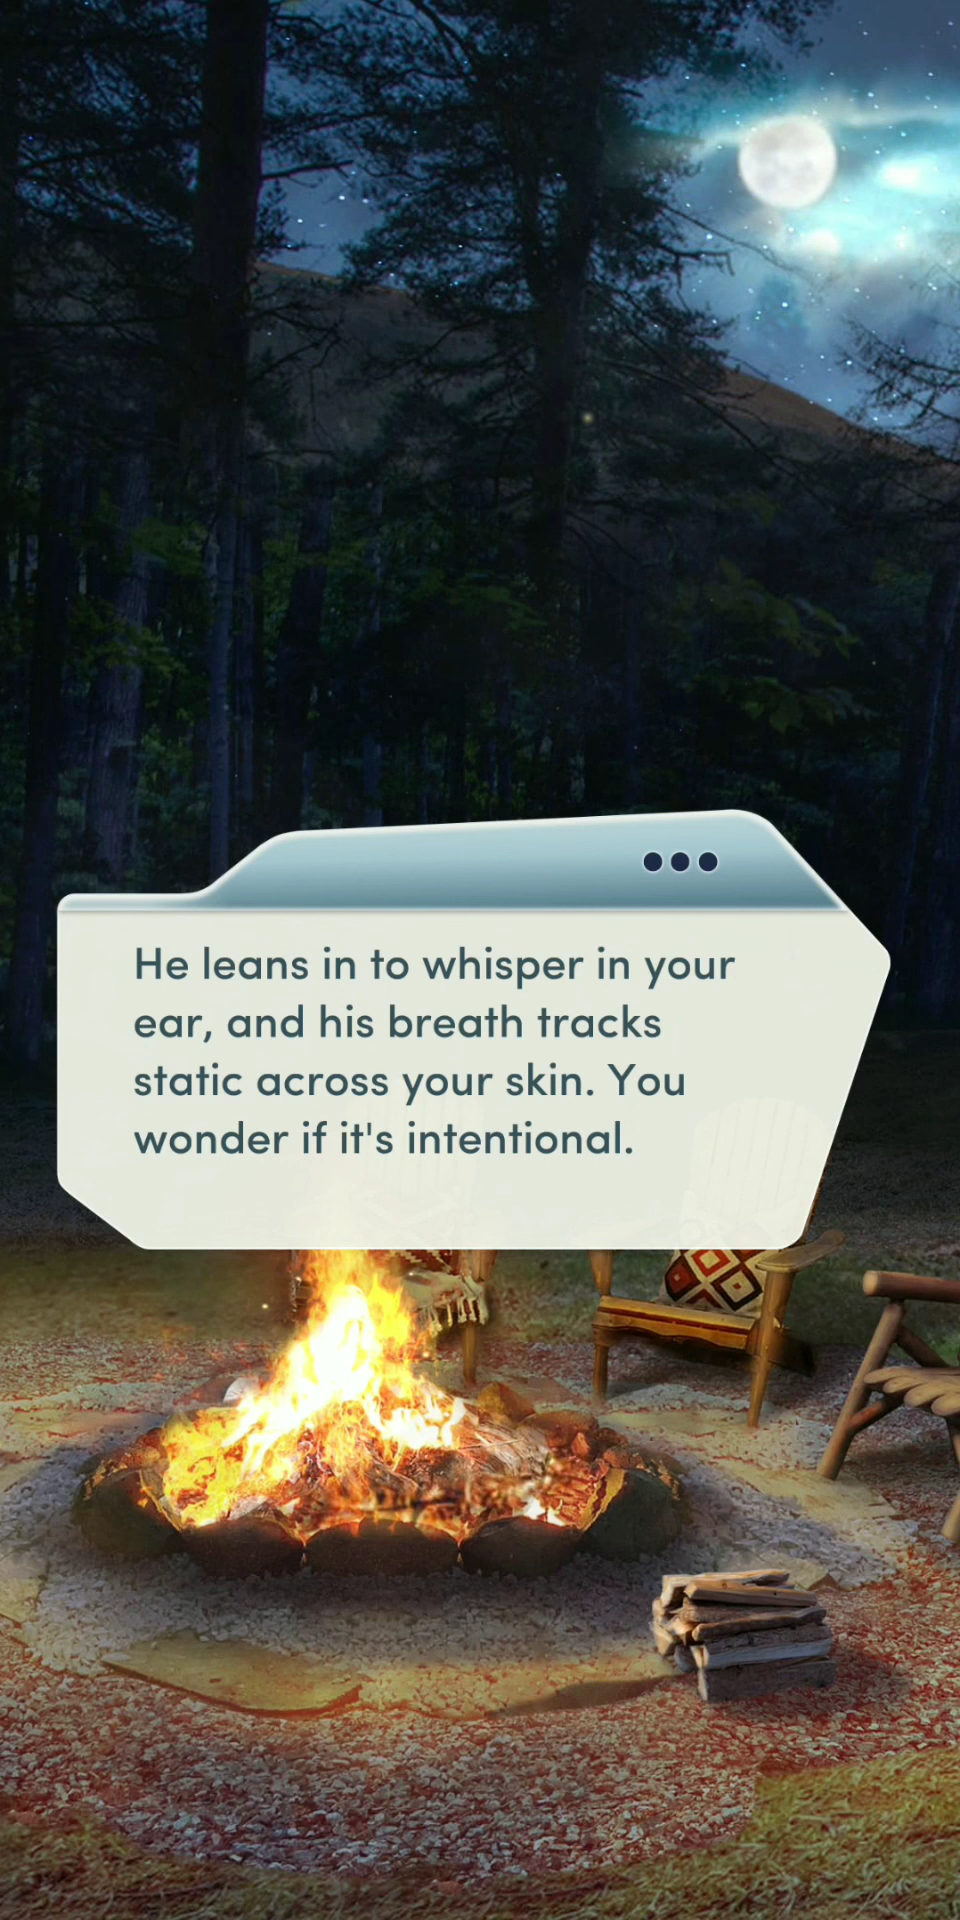 He leans in to whisper in your
ear, and his breath tracks
static across your skin. You
wonder if it's intentional.